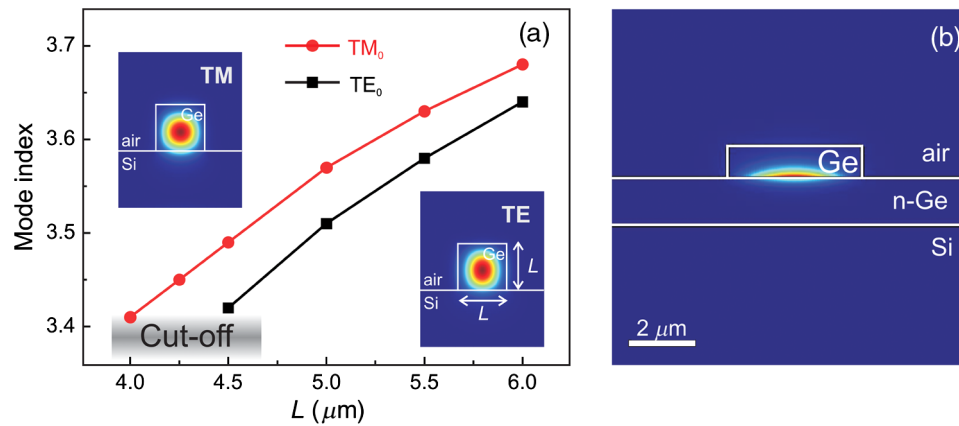 (a)
TM₀
TE₀
Mode index
3.7
3.6
3.5
3.4
TM
Ge
air
Si
TE
Ge
air
Si
L
L
Cut-off
4.0 4.5 5.0 5.5 6.0
L (μm)
(b)
Ge
air
n-Ge
Si
2 μm